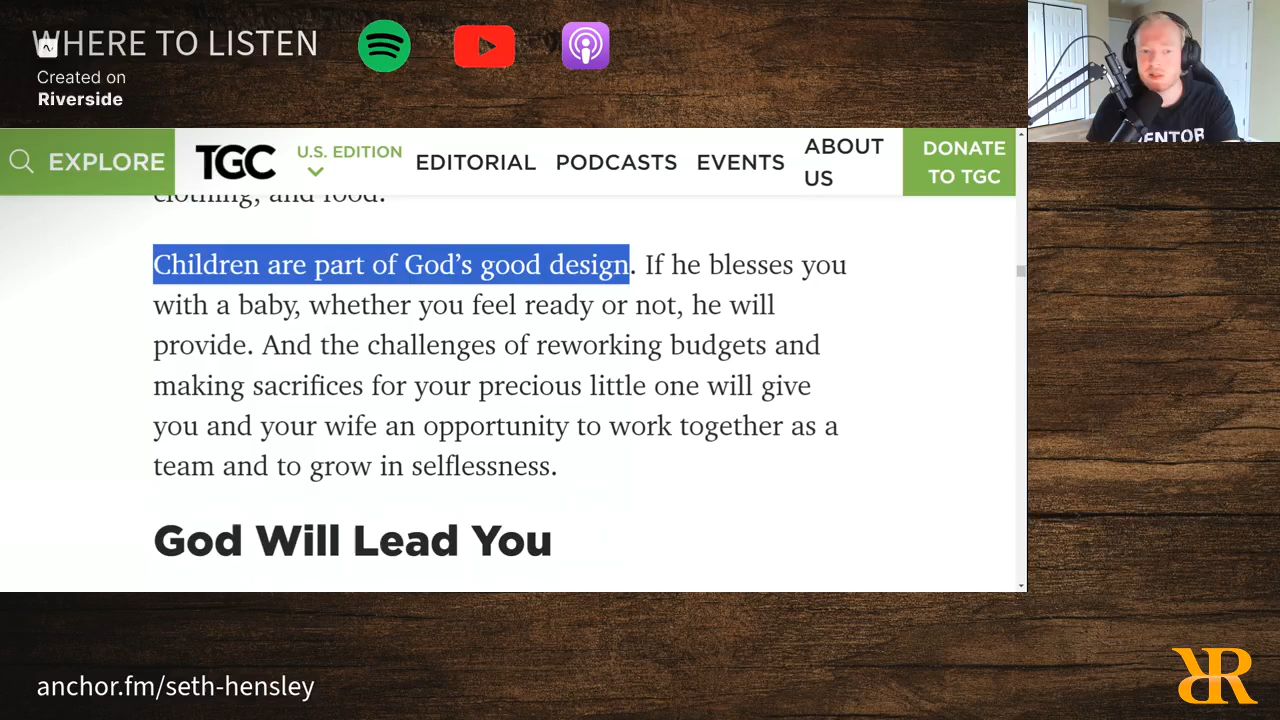 WHERE TO LISTEN
Created on
Riverside
EXPLORE
TGC
U.S. EDITION
EDITORIAL
PODCASTS
EVENTS
ABOUT
US
DONATE
TO TGC
clothing, and food.
Children are part of God’s good design. If he blesses you
with a baby, whether you feel ready or not, he will
provide. And the challenges of reworking budgets and
making sacrifices for your precious little one will give
you and your wife an opportunity to work together as a
team and to grow in selflessness.
God Will Lead You
MENTOR
anchor.fm/seth-hensley
RR